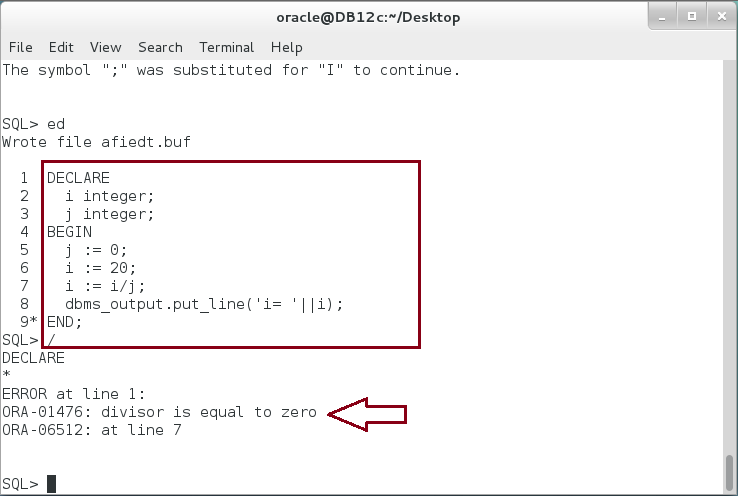 oracle@DB12c:~/Desktop
File Edit View Search Terminal Help
The symbol ";" was substituted for "I" to continue.
SQL> ed
Wrote file afiedt.buf
1 DECLARE
2 i integer;
3 j integer;
4 BEGIN
5 j := 0;
6 i := 20;
7 i := i/j;
8 dbms_output.put_line('i= '||i);
9* END;
SQL> /
DECLARE
*
ERROR at line 1:
ORA-01476: divisor is equal to zero
ORA-06512: at line 7
SQL>